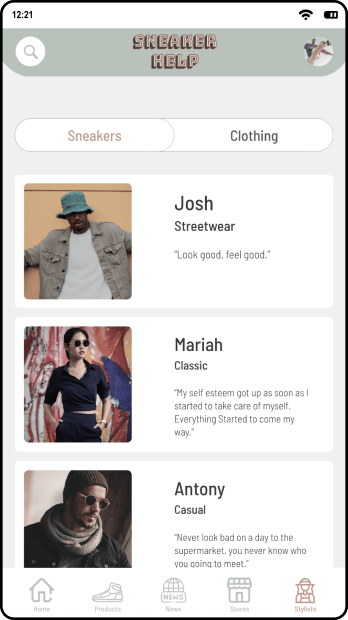 12:21
SNEAKER
HELP
Sneakers
Clothing
Josh
Streetwear
"Look good, feel good."
Mariah
Classic
"My self esteem got up as soon as I
started to take care of myself.
Everything Started to come my
way."
Antony
Casual
"Never look bad on a day to the
supermarket, you never know who
you going to meet."
NEWS
Home
Products
News
Stores
Stylists